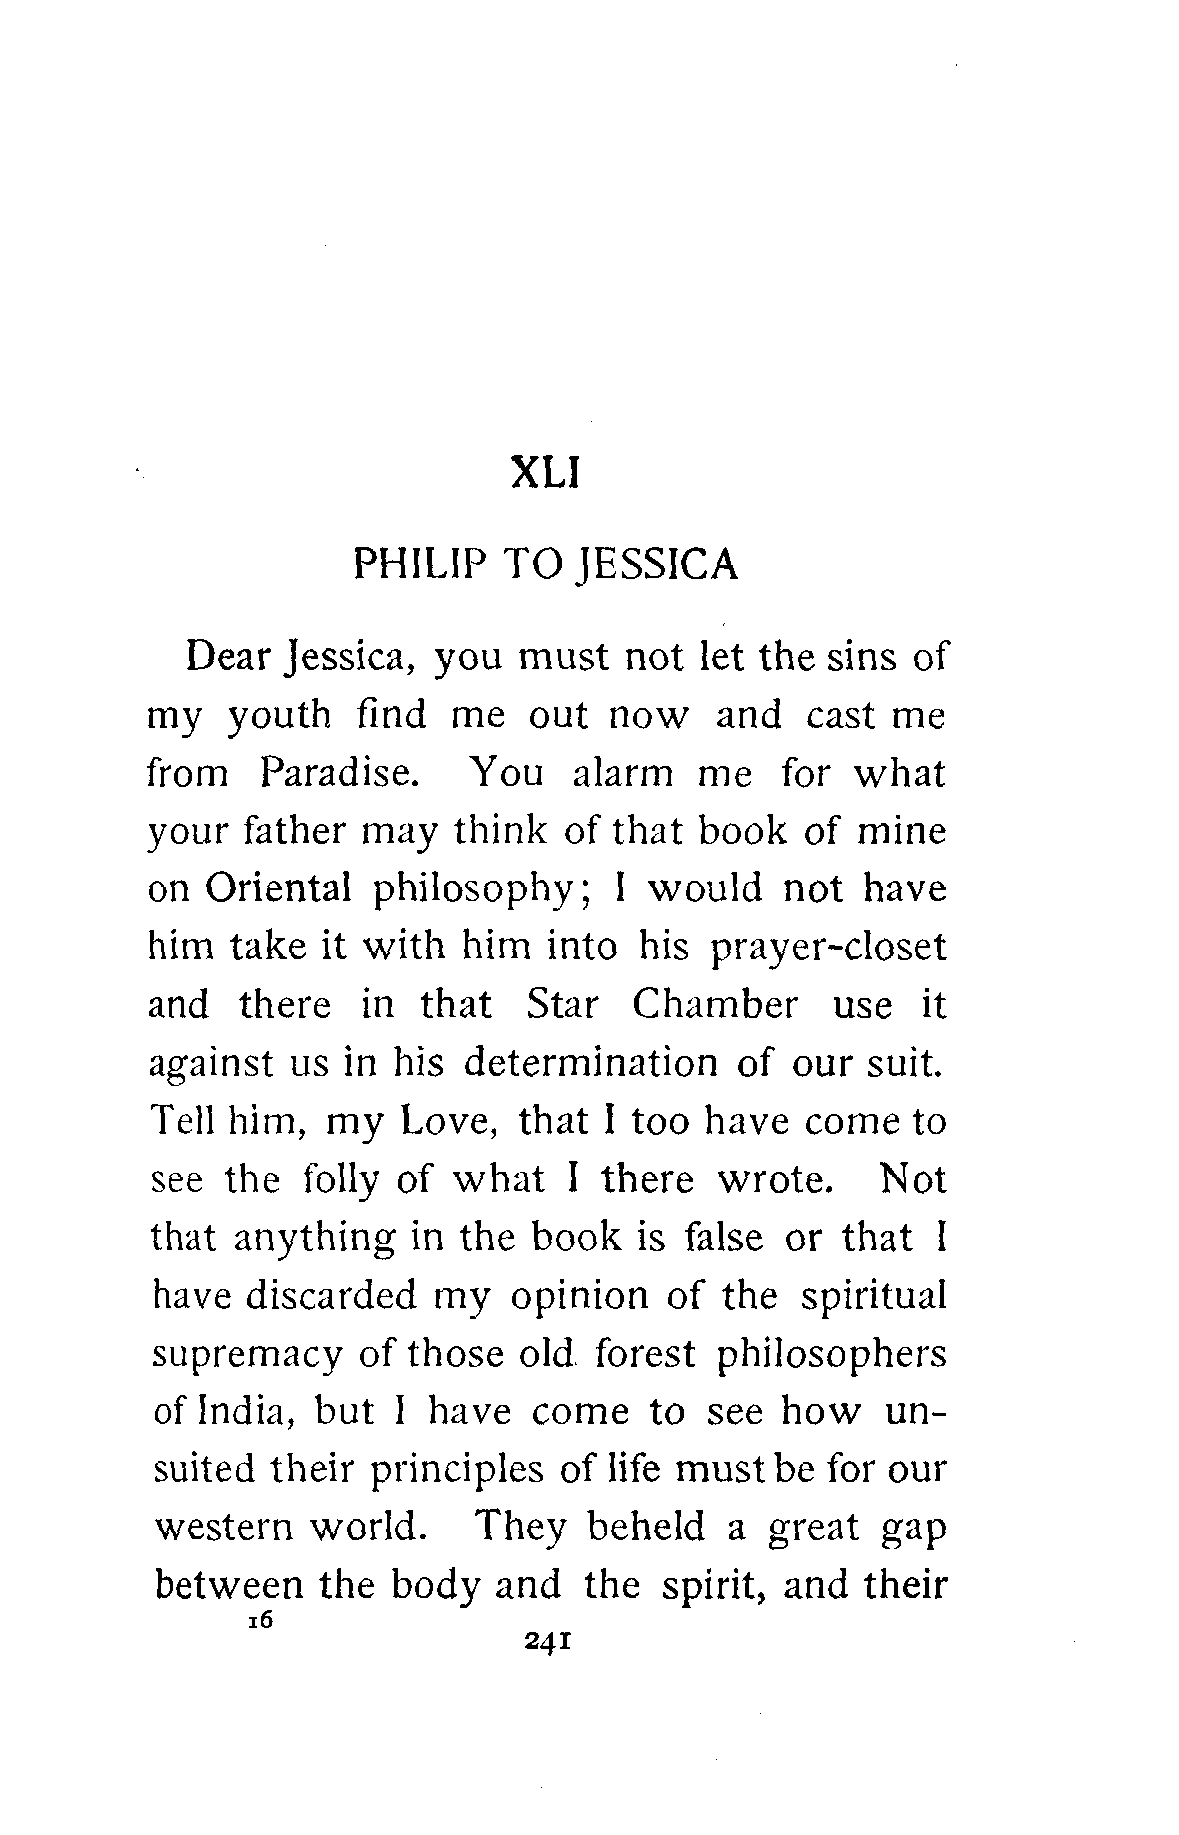 XLI
PHILIP TO JESSICA
Dear Jessica, you must not let the sins of
my youth find me out now and cast me
from Paradise. You alarm me for what
your father may think of that book of mine
on Oriental philosophy; I would not have
him take it with him into his prayer-closet
and there in that Star Chamber use it
against us in his determination of our suit.
Tell him, my Love, that I too have come to
see the folly of what I there wrote. Not
that anything in the book is false or that I
have discarded my opinion of the spiritual
supremacy of those old forest philosophers
of India, but I have come to see how un-
suited their principles of life must be for our
western world. They beheld a great gap
between the body and the spirit, and their
16
241